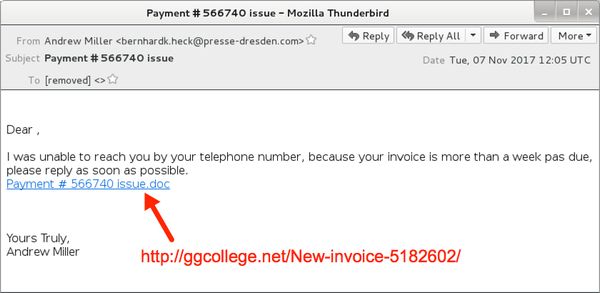 Payment # 566740 issue – Mozilla Thunderbird
From Andrew Miller <bernhardk.heck@presse-dresden.com> Reply Reply All Forward More
Subject Payment # 566740 issue Date Tue, 07 Nov 2017 12:05 UTC
To [removed] <>
Dear ,
I was unable to reach you by your telephone number, because your invoice is more than a week pas due,
please reply as soon as possible.
Payment # 566740 issue.doc
Yours Truly,
Andrew Miller
http://ggcollege.net/New-invoice-5182602/